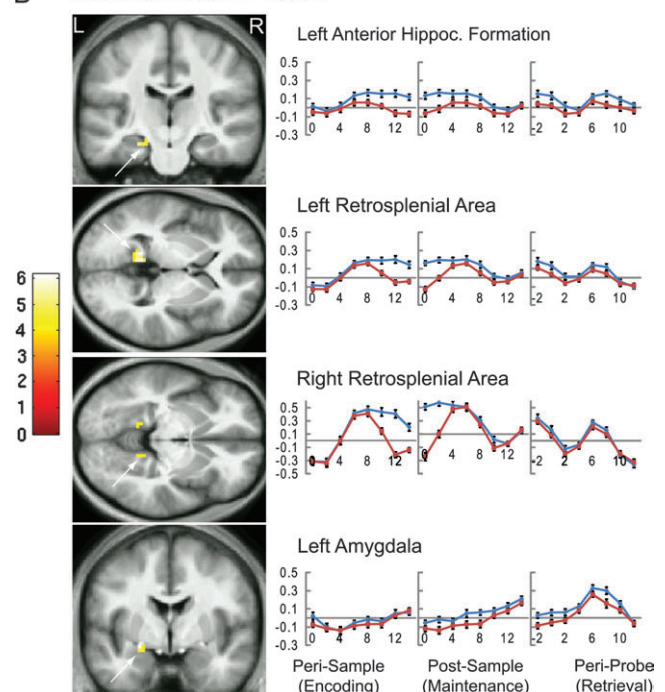 L R
Left Anterior Hippoc. Formation
0.5
0.3
0.1
-0.1
-0.3
0 4 8 12 0 4 8 12 -2 2 6 10
Left Retrosplenial Area
0.5
0.3
0.1
-0.1
-0.3
0 4 8 12 0 4 8 12 -2 2 6 10
6
5
4
3
2
1
0
Right Retrosplenial Area
0.5
0.3
0.1
-0.1
-0.3
-0.5
0 4 8 12 0 4 8 12 -2 2 6 10
Left Amygdala
0.5
0.3
0.1
-0.1
-0.3
0 4 8 12 0 4 8 12 -2 2 6 10
Peri-Sample Post-Sample Peri-Probe
(Encoding) (Maintenance) (Retrieval)